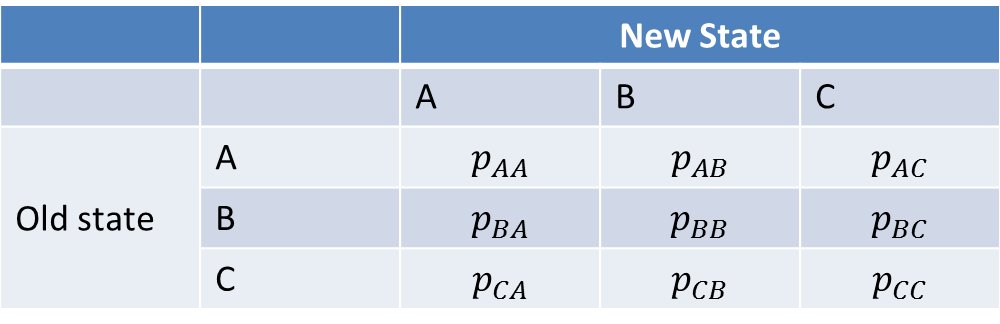 New State
A B C
A p_AA p_AB p_AC
Old state B p_BA p_BB p_BC
C p_CA p_CB p_CC